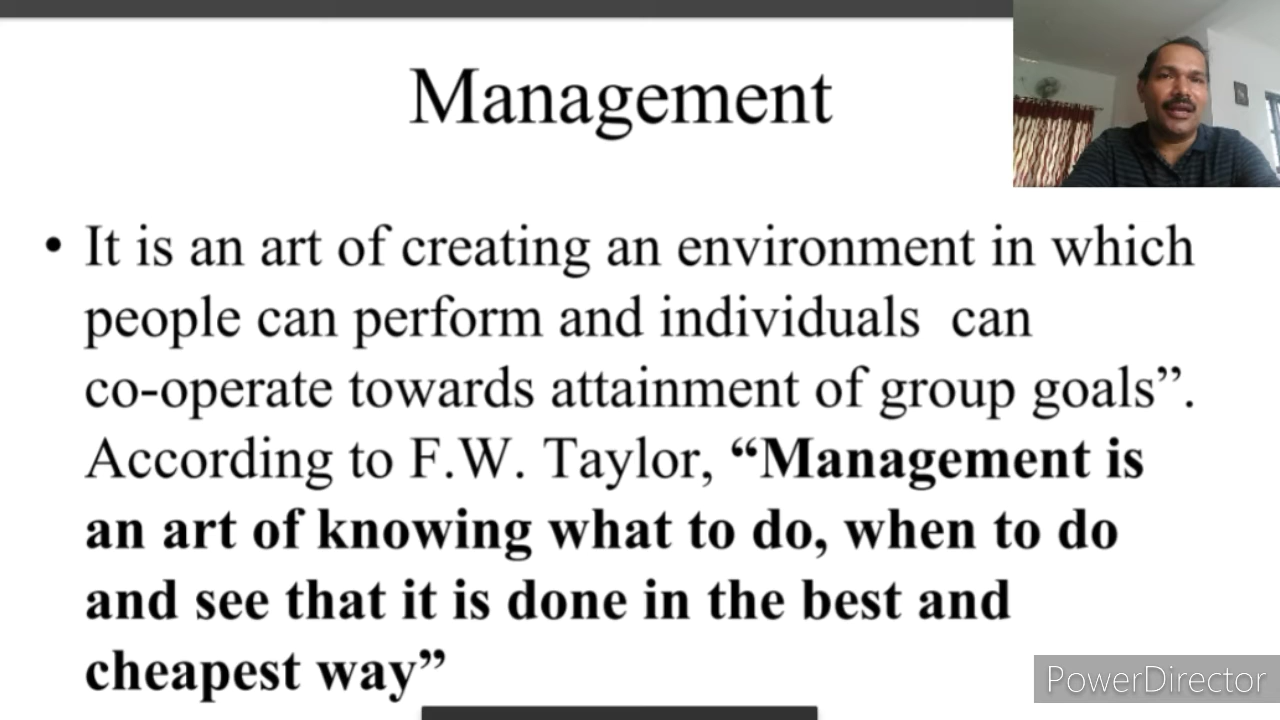 Management
• It is an art of creating an environment in which
people can perform and individuals can
co-operate towards attainment of group goals”.
According to F.W. Taylor, “Management is
an art of knowing what to do, when to do
and see that it is done in the best and
cheapest way”
PowerDirector